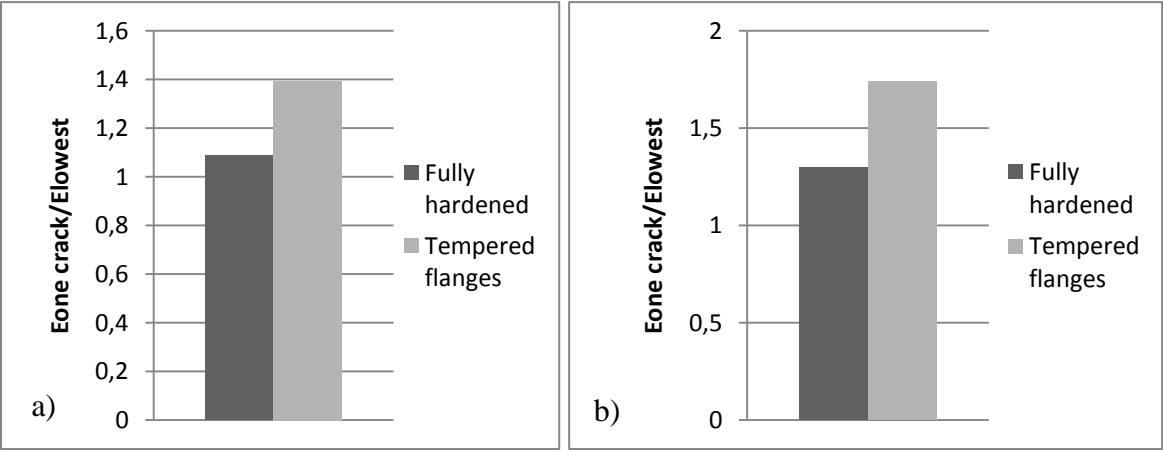 Eone crack/Elowest
1,6
1,4
1,2
1
0,8
0,6
0,4
0,2
0
Fully
hardened
Tempered
flanges
a)
Eone crack/Elowest
2
1,5
1
0,5
0
Fully
hardened
Tempered
flanges
b)